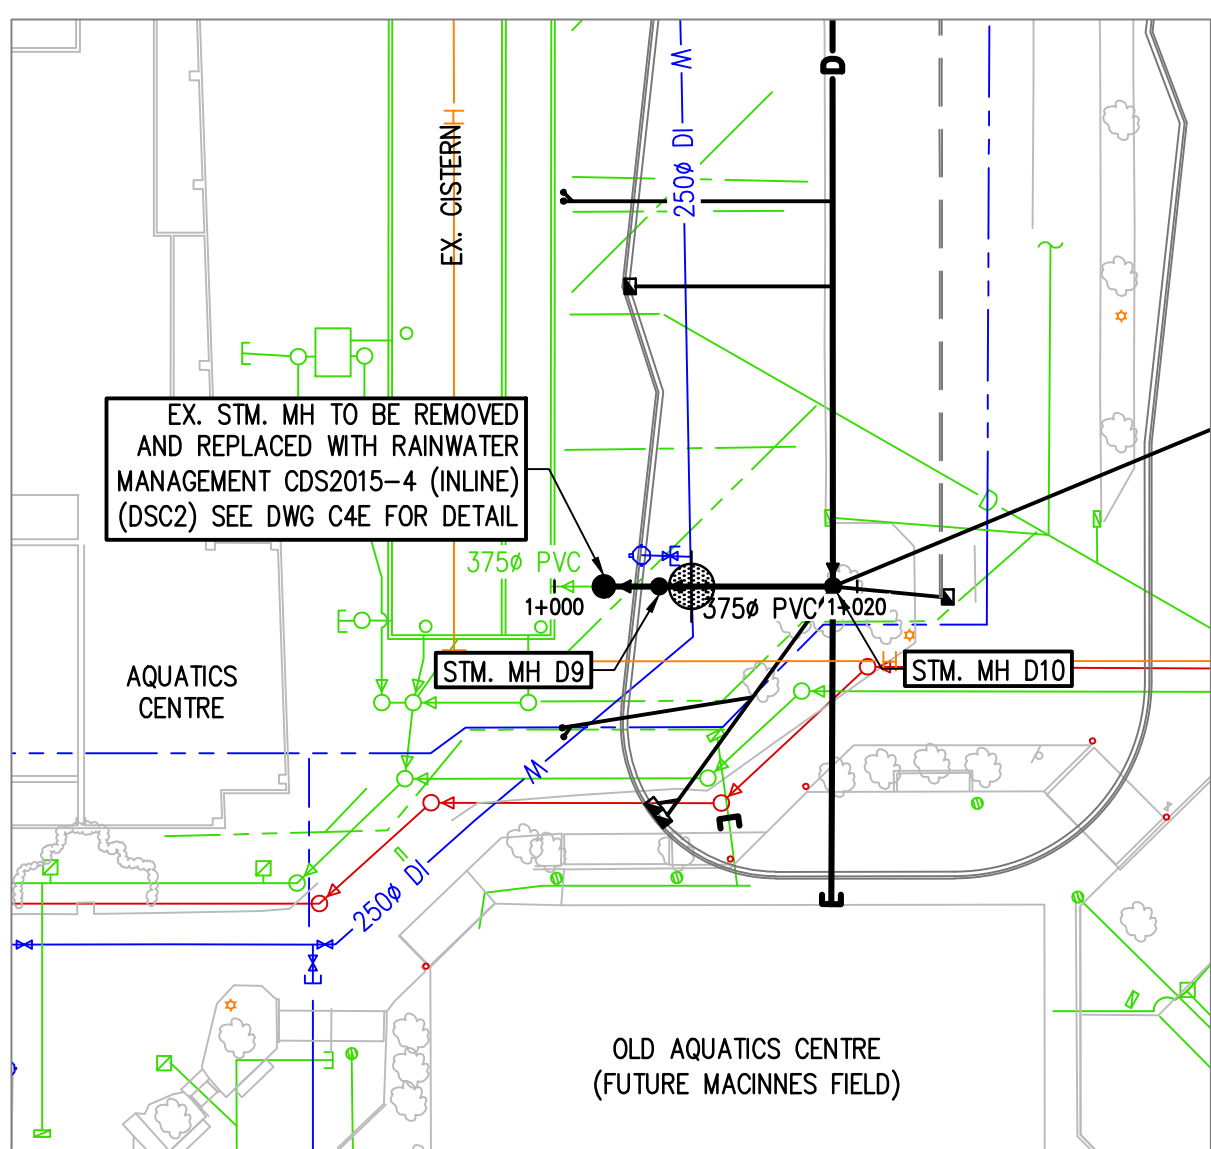 D
W
H
250ø DI
EX. CISTERN
EX. STM. MH TO BE REMOVED
AND REPLACED WITH RAINWATER
MANAGEMENT CDS2015-4 (INLINE)
(DSC2) SEE DWG C4E FOR DETAIL
D
375ø PVC
1+000
375ø PVC
1+020
STM. MH D9
H
STM. MH D10
AQUATICS
CENTRE
W
250ø DI
OLD AQUATICS CENTRE
(FUTURE MACINNES FIELD)